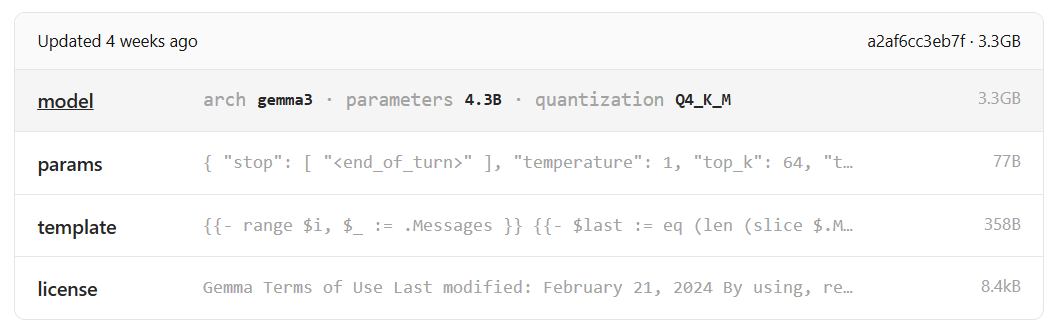 Updated 4 weeks ago a2af6cc3eb7f · 3.3GB
model arch gemma3 · parameters 4.3B · quantization Q4_K_M 3.3GB
params { "stop": [ "<end_of_turn>" ], "temperature": 1, "top_k": 64, "t… 77B
template {{- range $i, $_ := .Messages }} {{- $last := eq (len (slice $.M… 358B
license Gemma Terms of Use Last modified: February 21, 2024 By using, re… 8.4kB